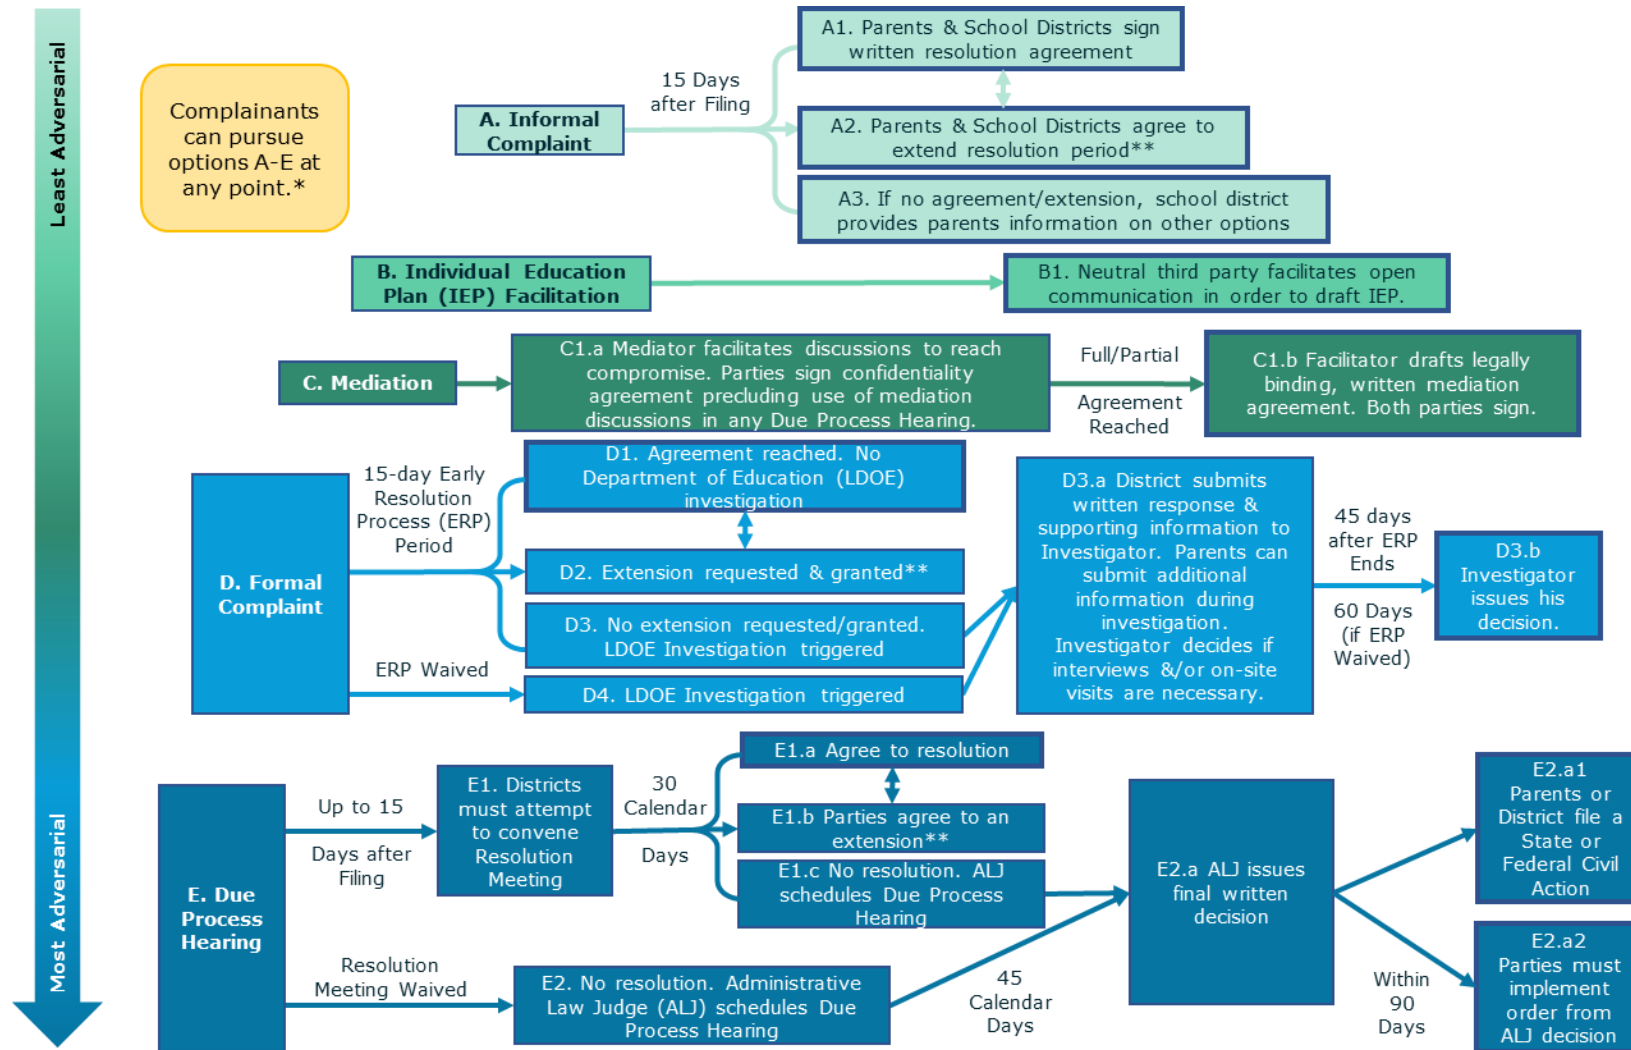 Least Adversarial
Most Adversarial
Complainants
can pursue
options A-E at
any point.*
A. Informal
Complaint
15 Days
after Filing
A1. Parents & School Districts sign
written resolution agreement
A2. Parents & School Districts agree to
extend resolution period**
A3. If no agreement/extension, school district
provides parents information on other options
B. Individual Education
Plan (IEP) Facilitation
B1. Neutral third party facilitates open
communication in order to draft IEP.
C. Mediation
C1.a Mediator facilitates discussions to reach
compromise. Parties sign confidentiality
agreement precluding use of mediation
discussions in any Due Process Hearing.
Full/Partial
Agreement
Reached
C1.b Facilitator drafts legally
binding, written mediation
agreement. Both parties sign.
D. Formal
Complaint
15-day Early
Resolution
Process (ERP)
Period
ERP Waived
D1. Agreement reached. No
Department of Education (LDOE)
investigation
D2. Extension requested & granted**
D3. No extension requested/granted.
LDOE Investigation triggered
D4. LDOE Investigation triggered
D3.a District submits
written response &
supporting information to
Investigator. Parents can
submit additional
information during
investigation.
Investigator decides if
interviews &/or on-site
visits are necessary.
45 days
after ERP
Ends
60 Days
(if ERP
Waived)
D3.b
Investigator
issues his
decision.
E. Due
Process
Hearing
Up to 15
Days after
Filing
E1. Districts
must attempt
to convene
Resolution
Meeting
30
Calendar
Days
E1.a Agree to resolution
E1.b Parties agree to an
extension**
E1.c No resolution. ALJ
schedules Due Process
Hearing
Resolution
Meeting Waived
E2. No resolution. Administrative
Law Judge (ALJ) schedules Due
Process Hearing
45
Calendar
Days
E2.a ALJ issues
final written
decision
E2.a1
Parents or
District file a
State or
Federal Civil
Action
Within
90
Days
E2.a2
Parties must
implement
order from
ALJ decision